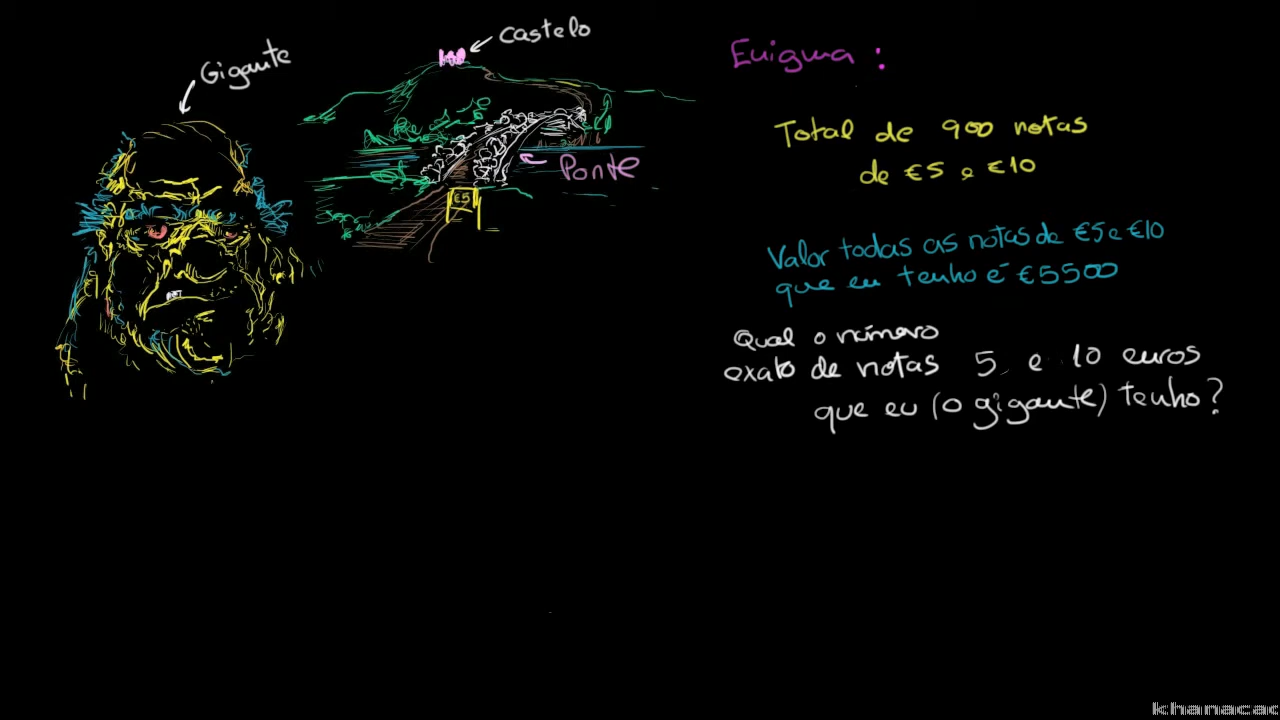 Gigante
Castelo
Ponte
€5
Enigma :
Total de 900 notas
de €5 e €10
Valor todas as notas de €5 e €10
que eu tenho é €5500
Qual o número
exato de notas 5 e 10 euros
que eu (o gigante) tenho?
khanacac